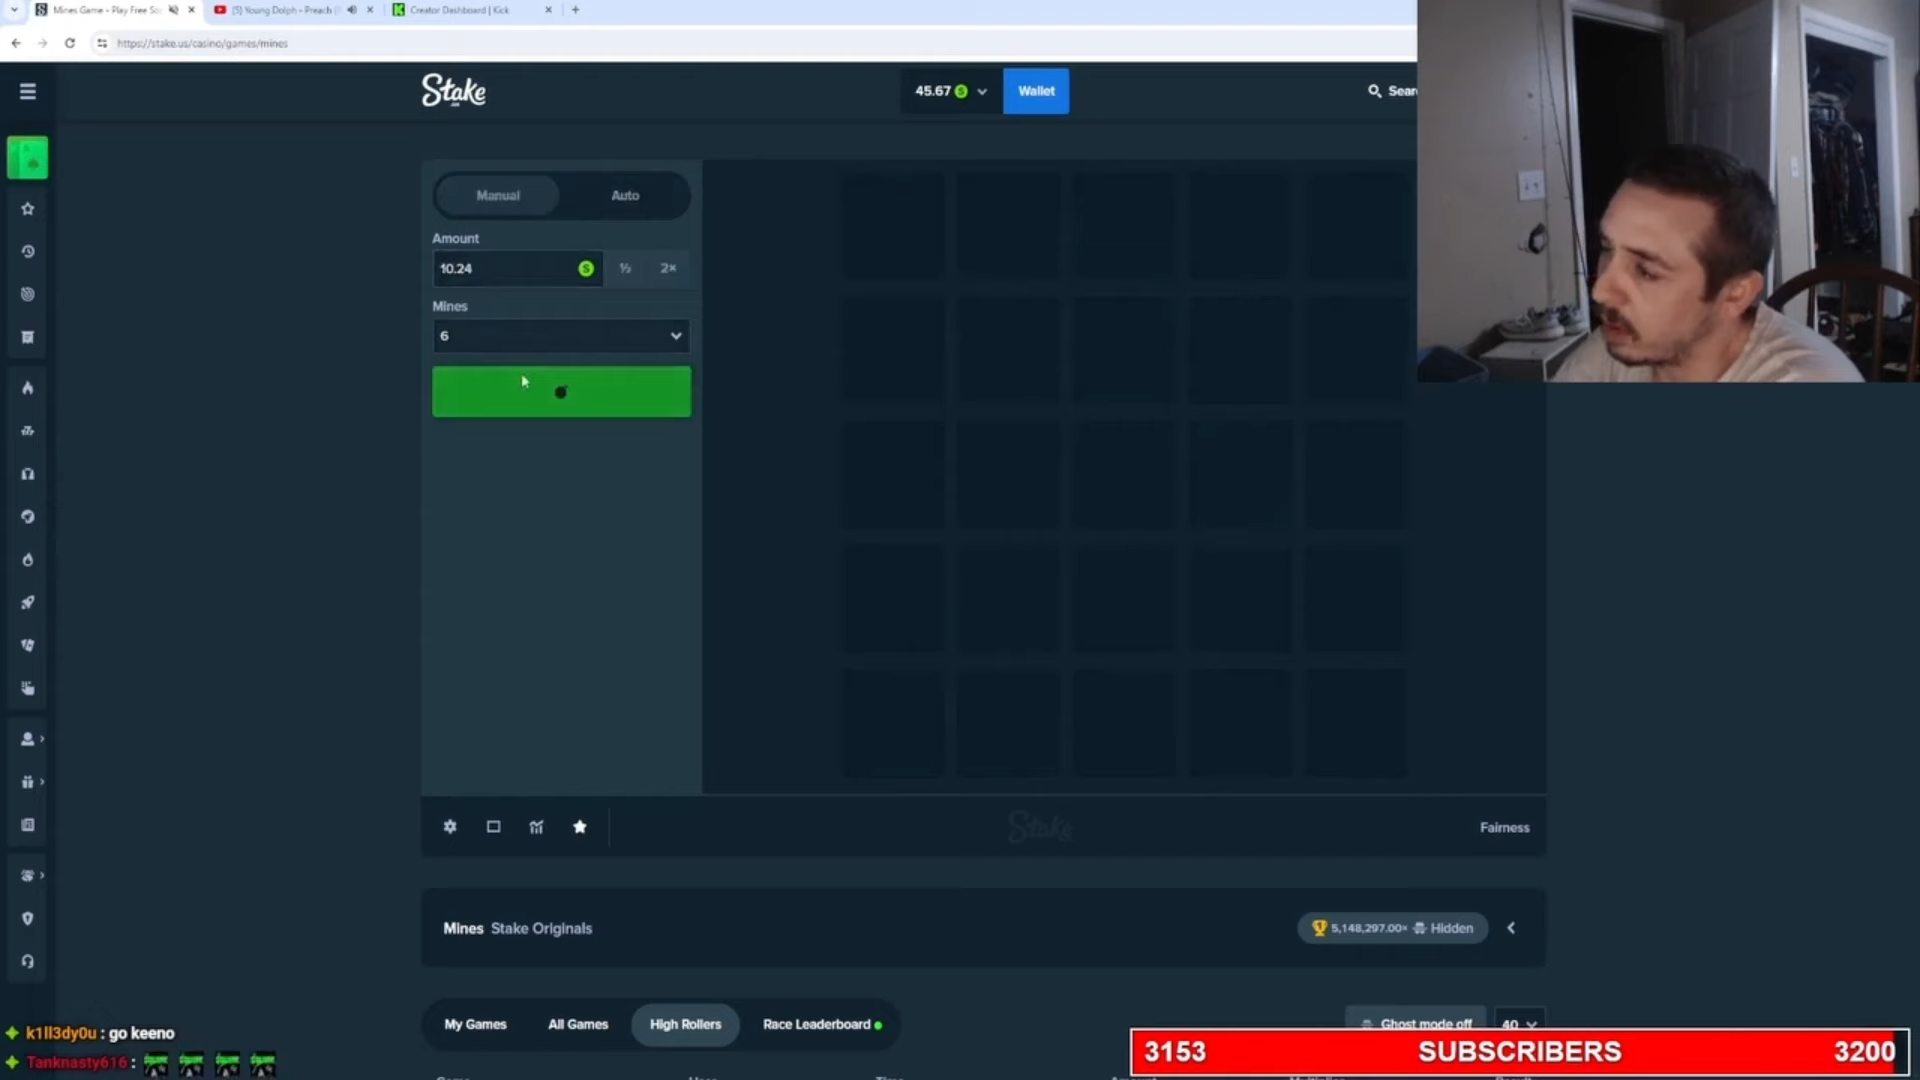 Mines Game - Play Free So
(5) Young Dolph - Preach (
Creator Dashboard | Kick
https://stake.us/casino/games/mines
Stake
45.67
Wallet
Sear
Manual
Auto
Amount
10.24
½
2×
Mines
6
Stake
Fairness
Mines Stake Originals
5,148,297.00× Hidden
My Games
All Games
High Rollers
Race Leaderboard
Ghost mode off
40
k1ll3dy0u : go keeno
Tanknasty616 :
3153
SUBSCRIBERS
3200